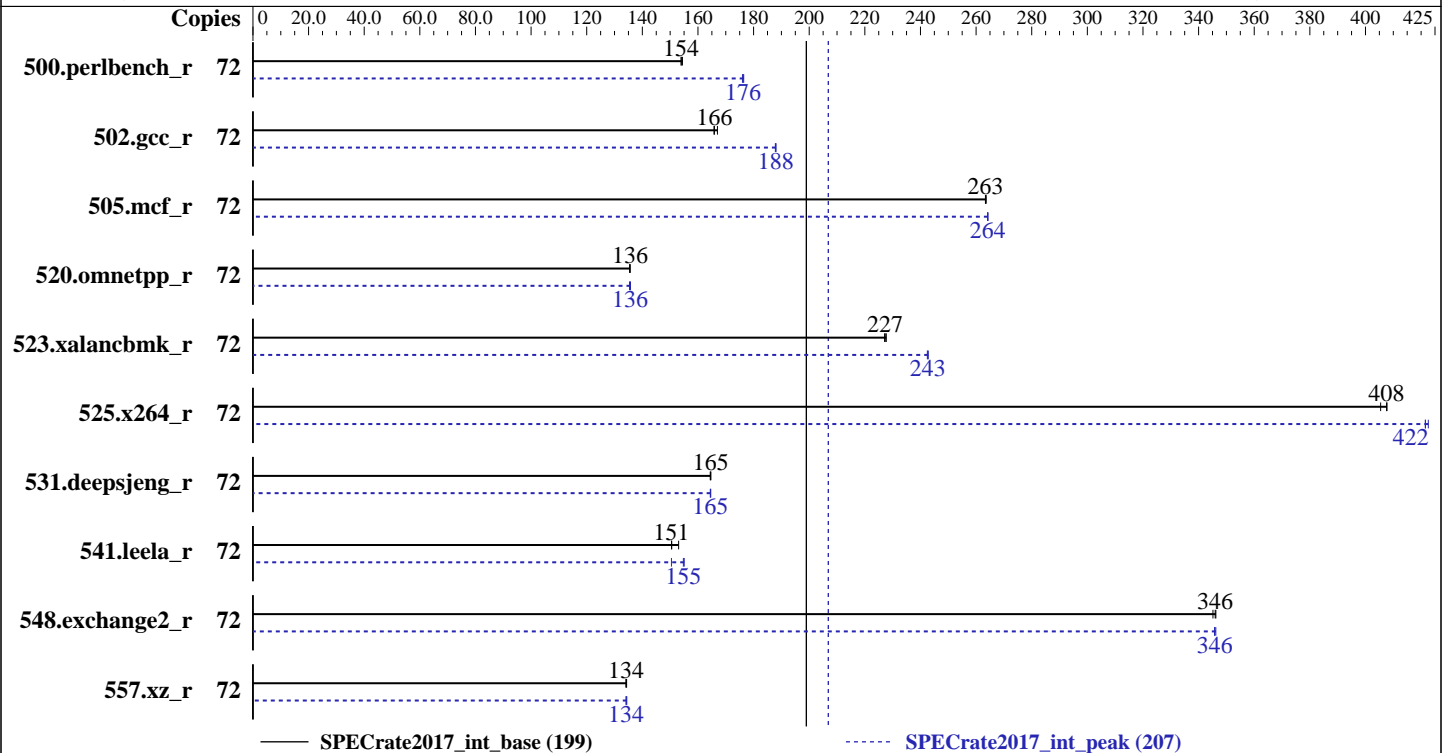 Copies 0 20.0 40.0 60.0 80.0 100 120 140 160 180 200 220 240 260 280 300 320 340 360 380 400 425
154
500.perlbench_r 72
176
166
502.gcc_r 72
188
263
505.mcf_r 72
264
136
520.omnetpp_r 72
136
227
523.xalancbmk_r 72
243
408
525.x264_r 72
422
165
531.deepsjeng_r 72
165
151
541.leela_r 72
155
346
548.exchange2_r 72
346
134
557.xz_r 72
134
SPECrate2017_int_base (199) SPECrate2017_int_peak (207)